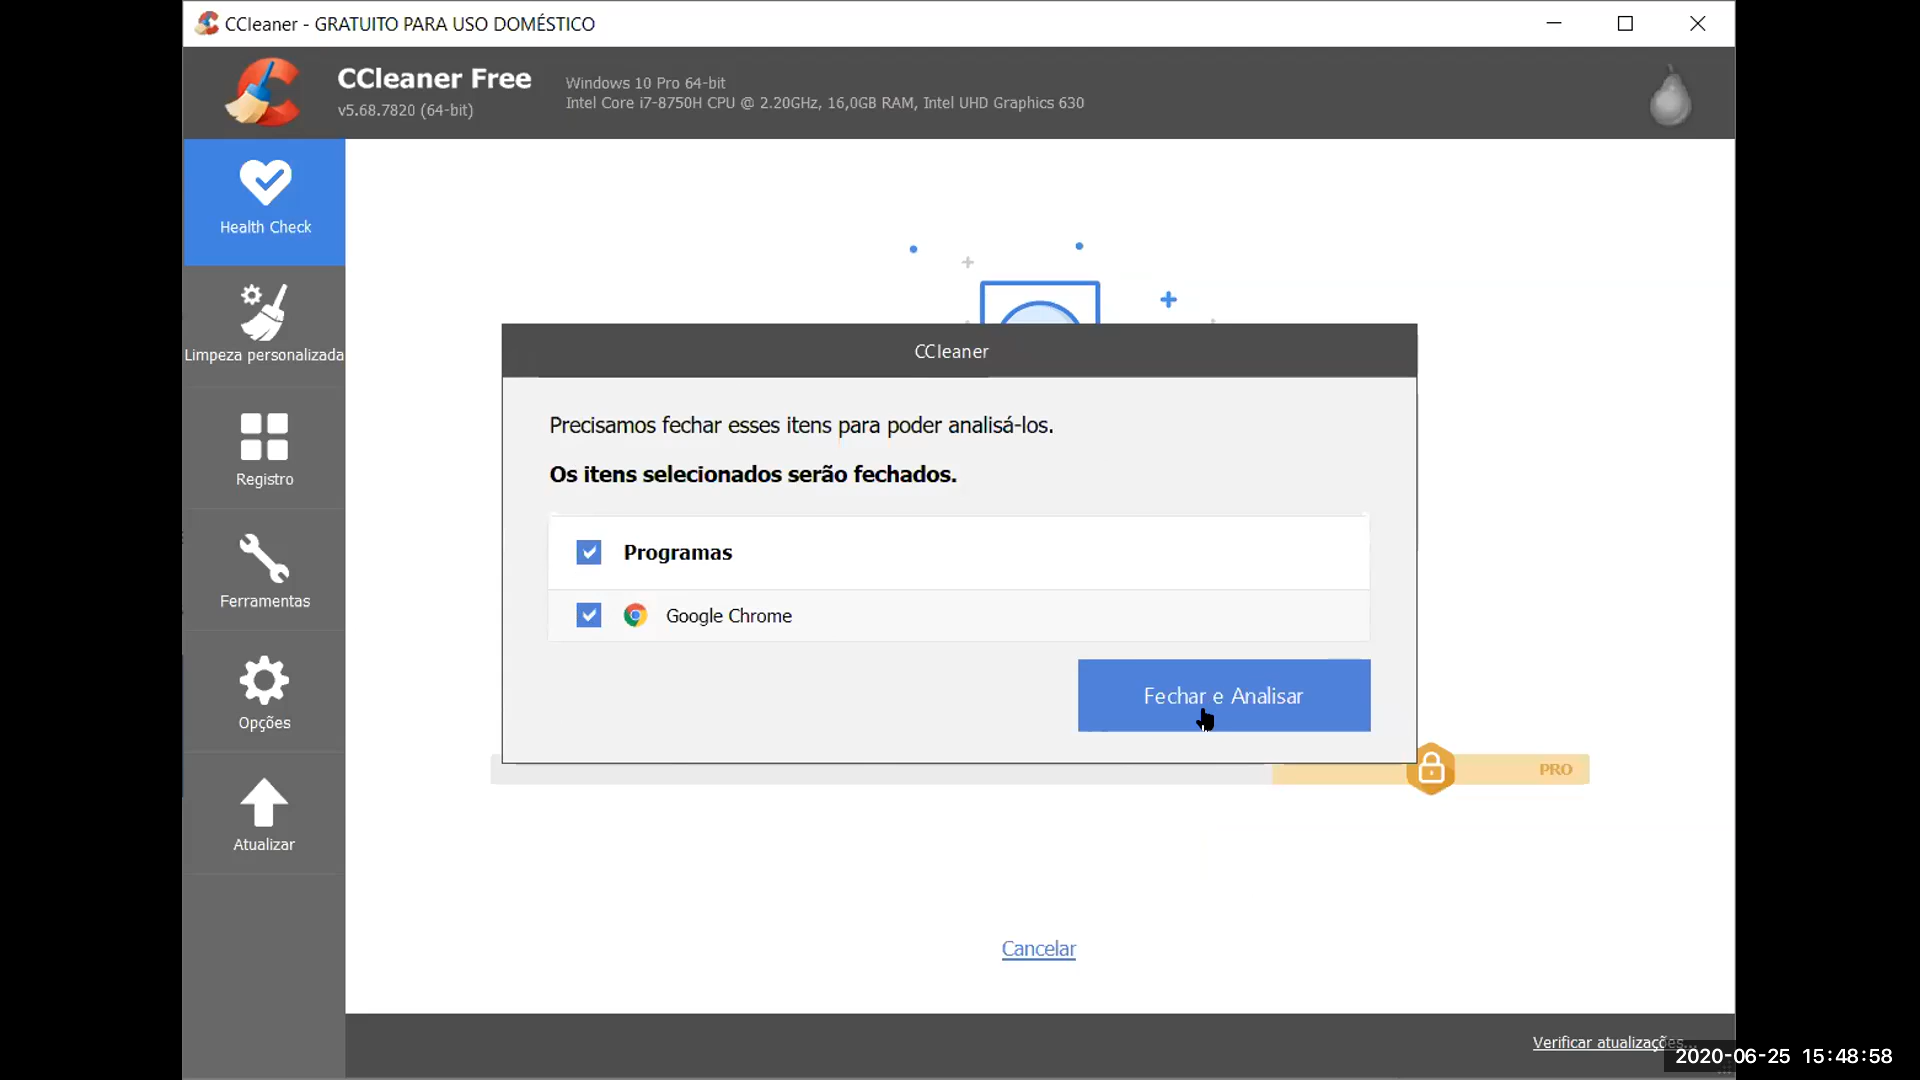 CCleaner - GRATUITO PARA USO DOMÉSTICO
CCleaner Free
v5.68.7820 (64-bit)
Windows 10 Pro 64-bit
Intel Core i7-8750H CPU @ 2.20GHz, 16,0GB RAM, Intel UHD Graphics 630
Health Check
Limpeza personalizada
Registro
Ferramentas
Opções
Atualizar
CCleaner
Precisamos fechar esses itens para poder analisá-los.
Os itens selecionados serão fechados.
Programas
Google Chrome
Fechar e Analisar
PRO
Cancelar
Verificar atualizações...
2020-06-25 15:48:58